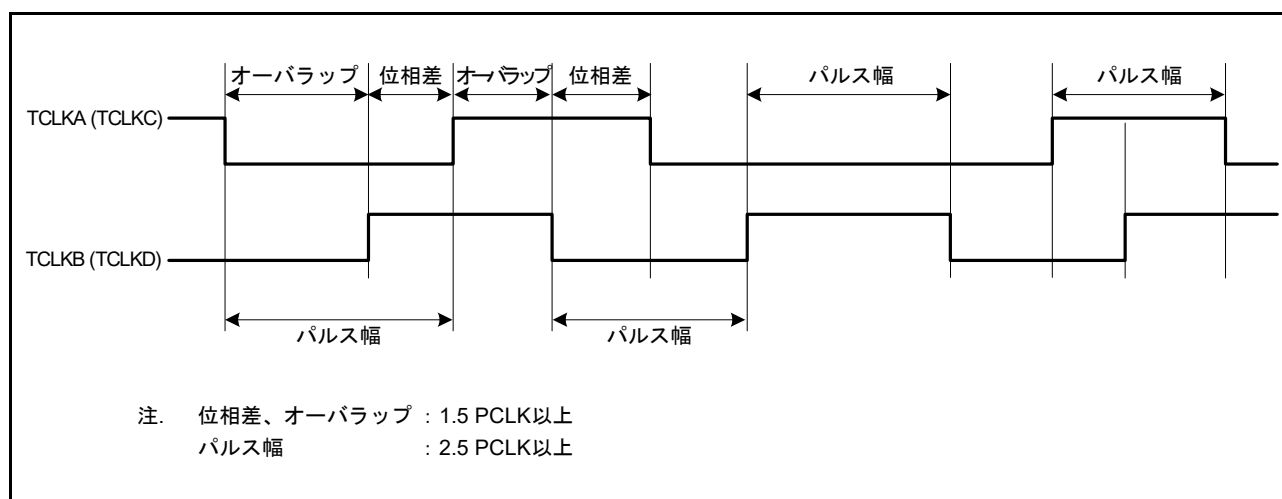 オーバラップ 位相差 オーバラップ 位相差 パルス幅 パルス幅
TCLKA (TCLKC)
TCLKB (TCLKD)
パルス幅 パルス幅
注. 位相差、オーバラップ : 1.5 PCLK以上
パルス幅 : 2.5 PCLK以上